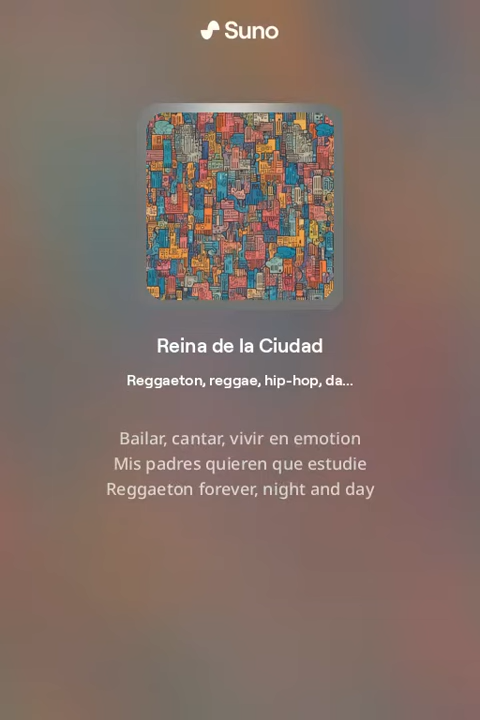 Suno
Reina de la Ciudad
Reggaeton, reggae, hip-hop, da...
Bailar, cantar, vivir en emotion
Mis padres quieren que estudie
Reggaeton forever, night and day